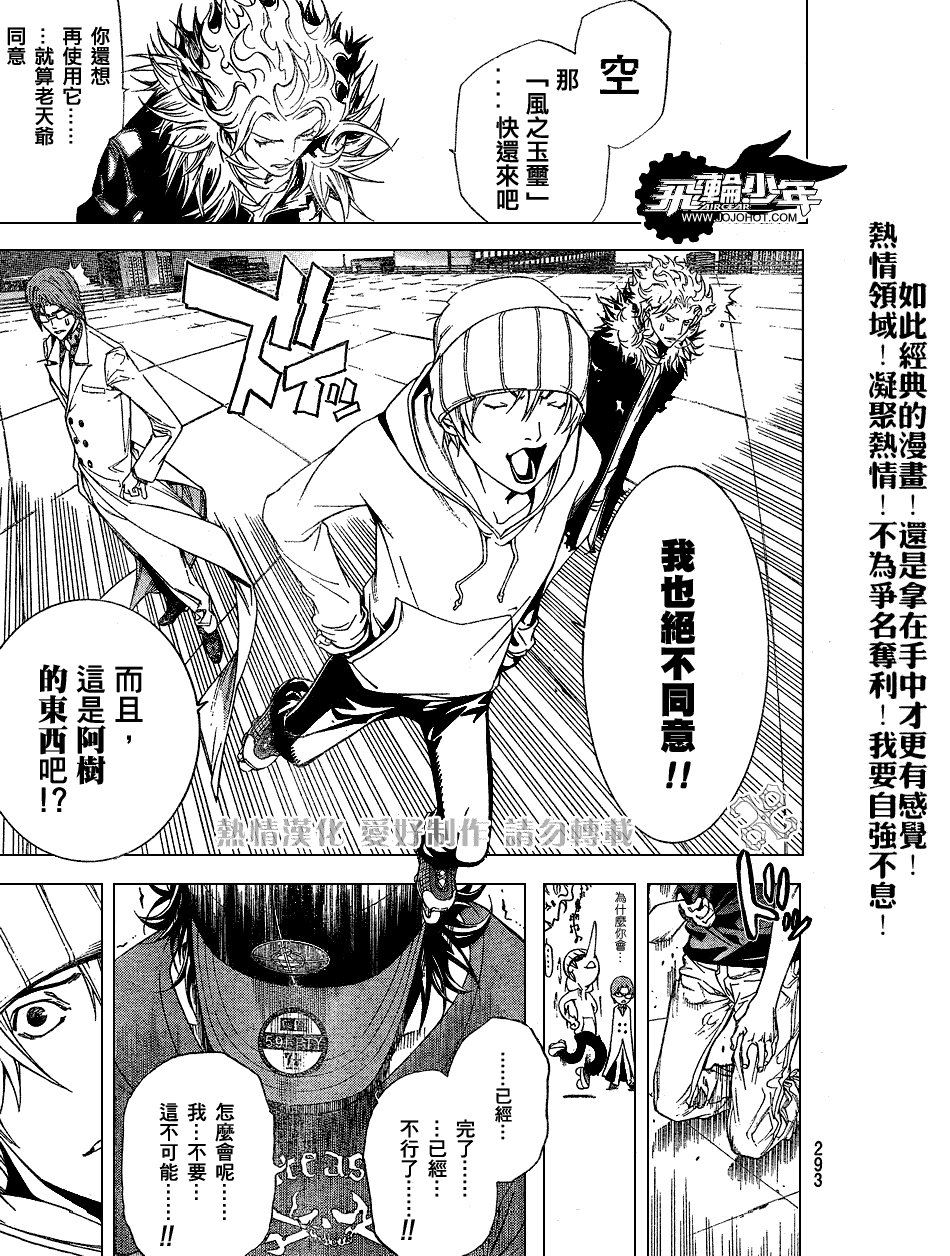 空
那
「風之玉璽」
....快還來吧
你還想
再使用它……
…就算老天爺
同意
飛輪少年
AIRGEAR
WWW.JOJOHOT.COM
如此經典的漫畫！還是拿在手中才更有感覺！
熱情領域！凝聚熱情！不為爭名奪利！我要自強不息！
ズイッ
我也絕不同意!!
而且，
這是阿樹
的東西吧!?
熱情漢化 愛好制作 請勿轉載
為什麼你會…
……已經
完了……
…已經
不行了……!!
怎麼會呢……
我…不要……
這不可能……!!
293